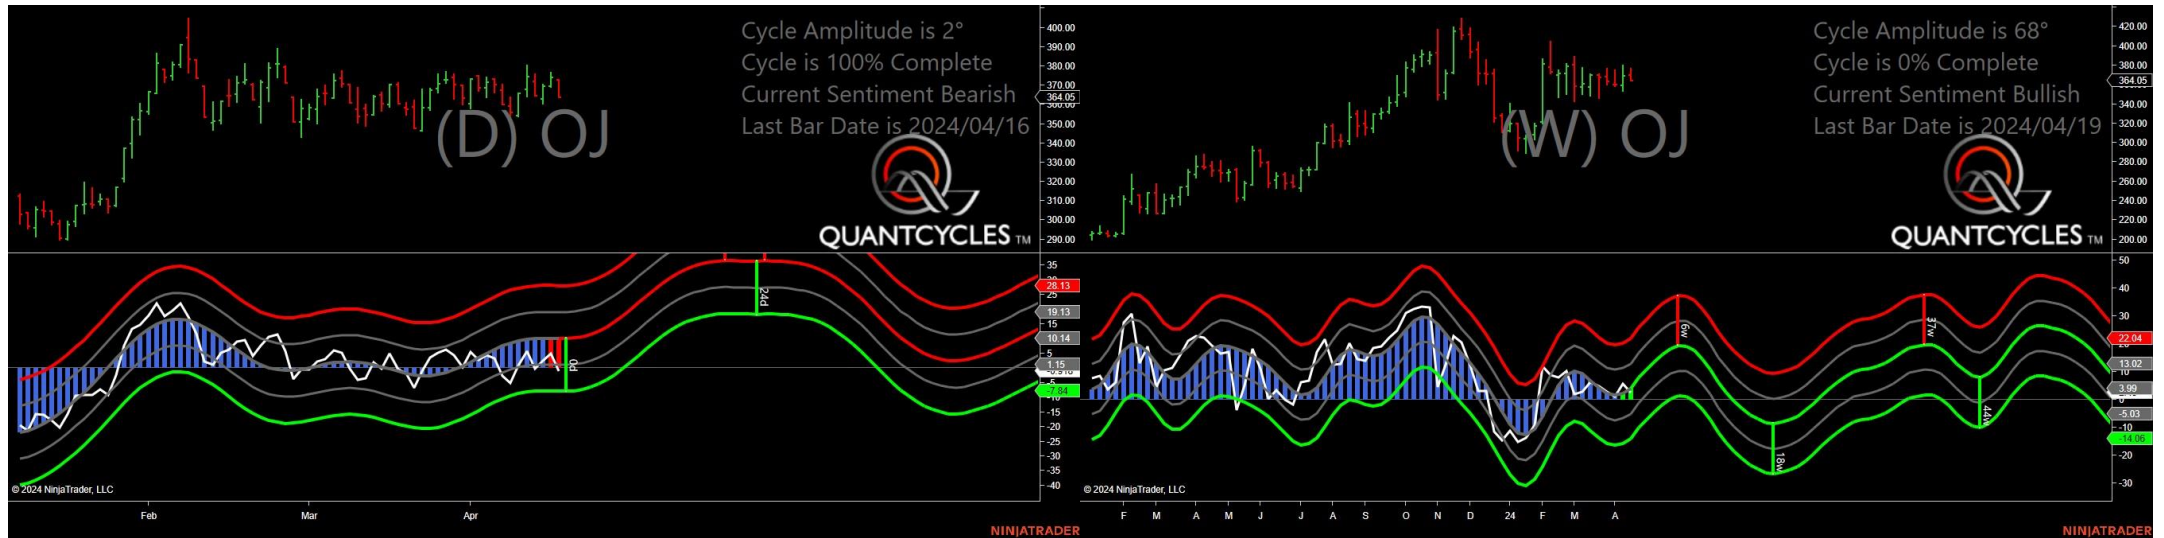 Cycle Amplitude is 2°
Cycle is 100% Complete
Current Sentiment Bearish
Last Bar Date is 2024/04/16
(D) OJ
QUANTCYCLES TM
400.00
390.00
380.00
370.00
364.05
360.00
350.00
340.00
330.00
320.00
310.00
300.00
290.00
35
28.13
25
19.13
15
10.14
5
1.15
-5
-7.84
-10
-15
-20
-25
-30
-35
-40
24d
0d
© 2024 NinjaTrader, LLC
Feb Mar Apr
NINJATRADER
Cycle Amplitude is 68°
Cycle is 0% Complete
Current Sentiment Bullish
Last Bar Date is 2024/04/19
(W) OJ
QUANTCYCLES TM
420.00
400.00
380.00
364.05
340.00
320.00
300.00
280.00
260.00
240.00
220.00
200.00
50
40
30
22.04
13.02
10
3.99
0
-5.03
-10
-14.06
-30
6w
18w
37w
44w
© 2024 NinjaTrader, LLC
F M A M J J A S O N D 24 F M A
NINJATRADER